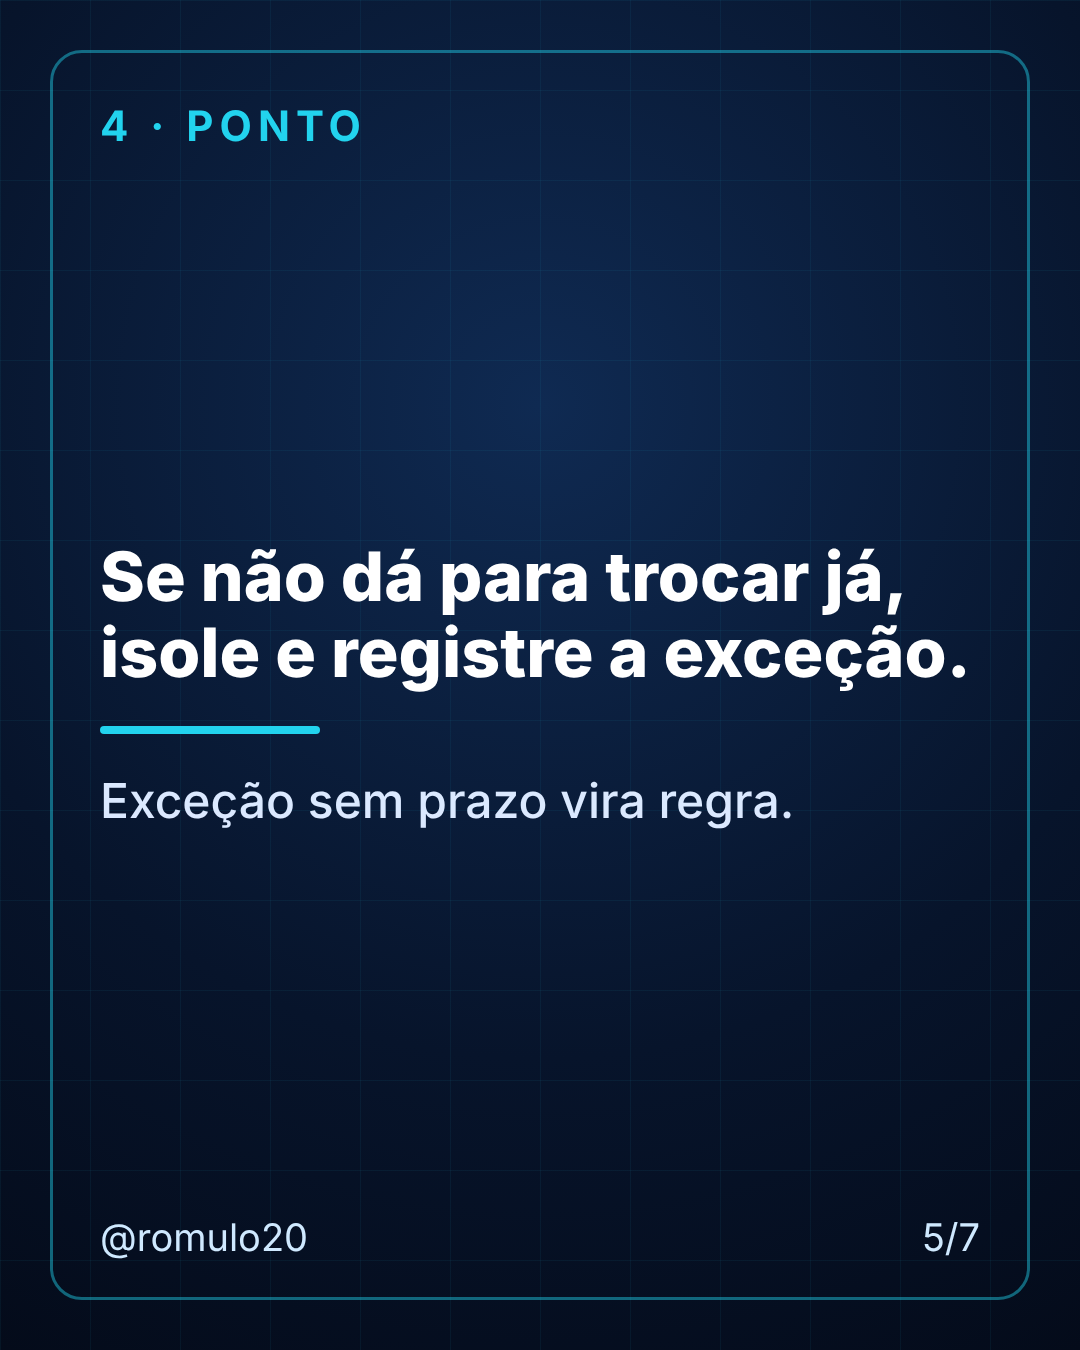 4 · PONTO
Se não dá para trocar já,
isole e registre a exceção.
Exceção sem prazo vira regra.
@romulo20
5/7